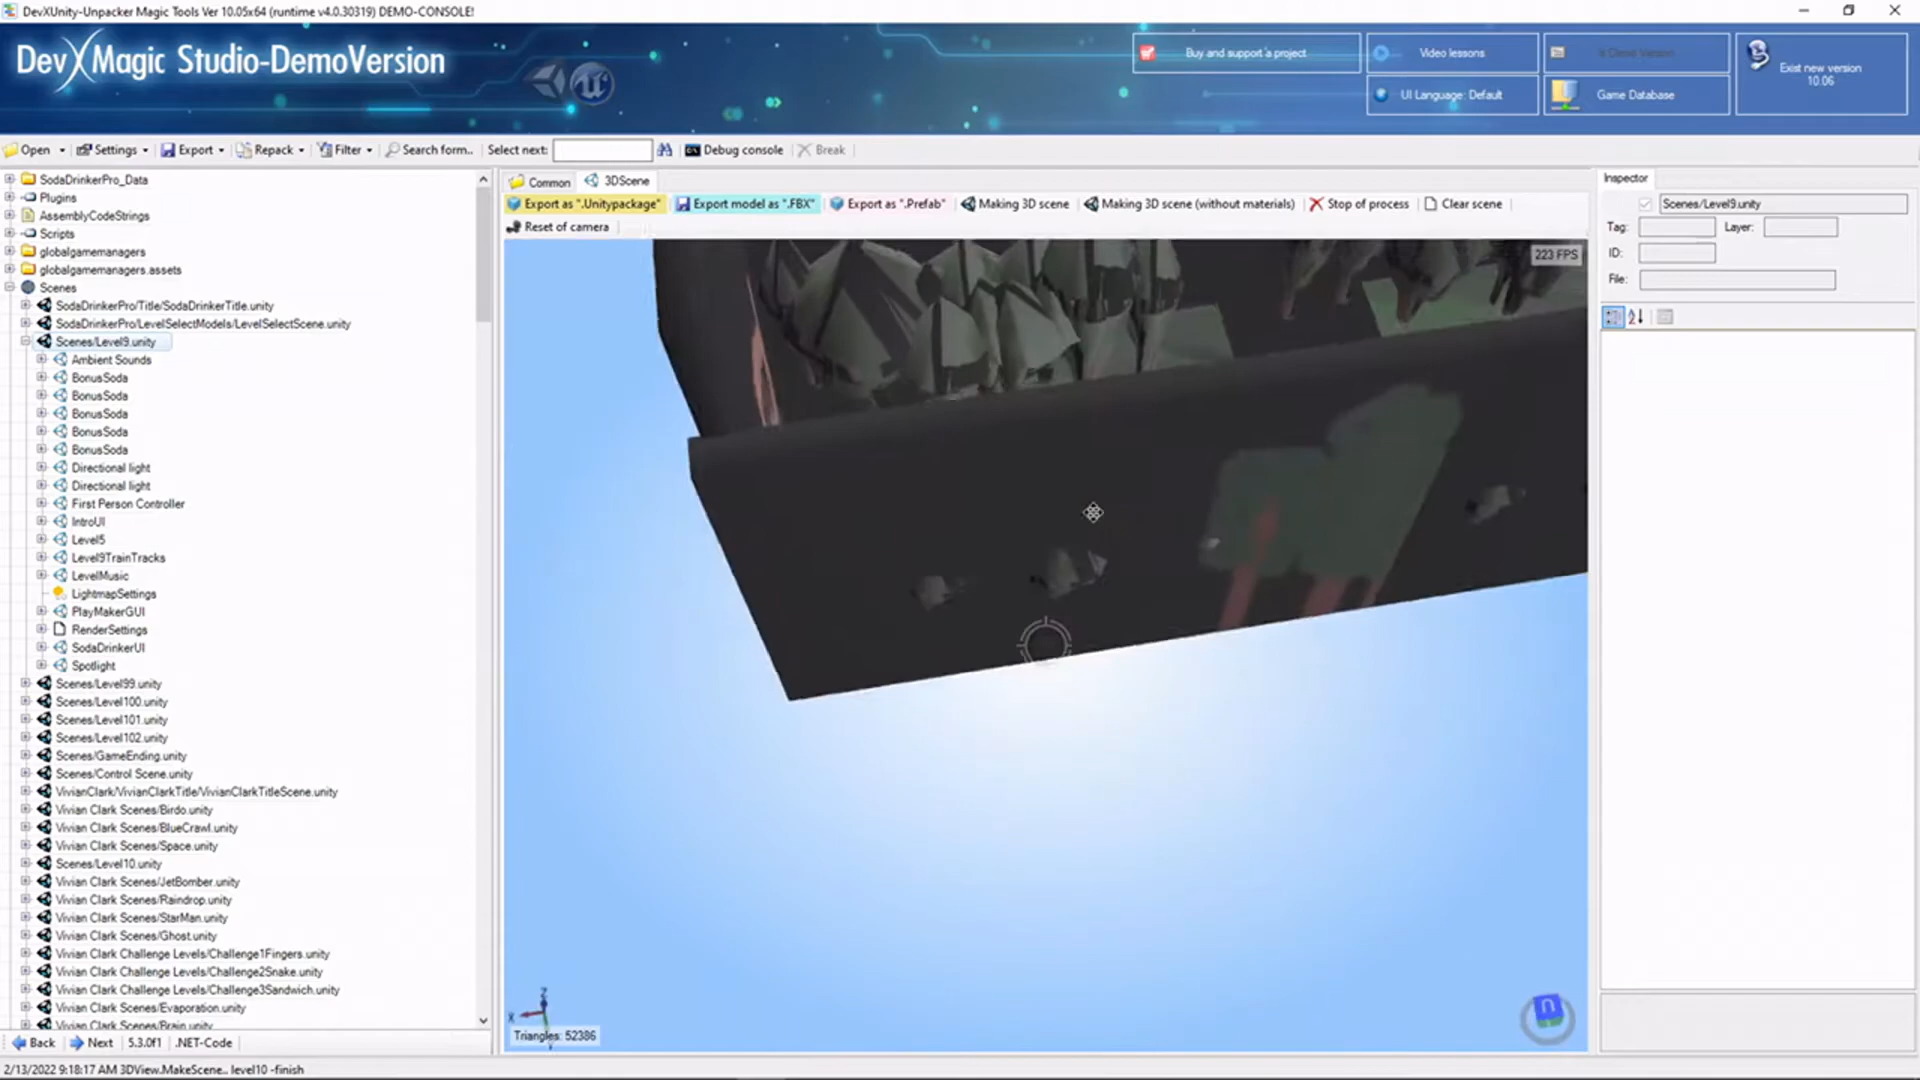 DevXUnity-Unpacker Magic Tools Ver 10.05x64 (runtime v4.0.30319) DEMO-CONSOLE!
DevXMagic Studio-DemoVersion
Buy and support a project
Video lessons
Exist new version
10.06
UI Language: Default
Game Database
Open
Settings
Export
Repack
Filter
Search form..
Select next:
Debug console
Break
SodaDrinkerPro_Data
Plugins
AssemblyCodeStrings
Scripts
globalgamemanagers
globalgamemanagers.assets
Scenes
SodaDrinkerPro/Title/SodaDrinkerTitle.unity
SodaDrinkerPro/LevelSelectModels/LevelSelectScene.unity
Scenes/Level9.unity
Ambient Sounds
BonusSoda
BonusSoda
BonusSoda
BonusSoda
BonusSoda
Directional light
Directional light
First Person Controller
IntroUI
Level5
Level9TrainTracks
LevelMusic
LightmapSettings
PlayMakerGUI
RenderSettings
SodaDrinkerUI
Spotlight
Scenes/Level99.unity
Scenes/Level100.unity
Scenes/Level101.unity
Scenes/Level102.unity
Scenes/GameEnding.unity
Scenes/Control Scene.unity
VivianClark/VivianClarkTitle/VivianClarkTitleScene.unity
Vivian Clark Scenes/Birdo.unity
Vivian Clark Scenes/BlueCrawl.unity
Vivian Clark Scenes/Space.unity
Scenes/Level10.unity
Vivian Clark Scenes/JetBomber.unity
Vivian Clark Scenes/Raindrop.unity
Vivian Clark Scenes/StarMan.unity
Vivian Clark Scenes/Ghost.unity
Vivian Clark Challenge Levels/Challenge1Fingers.unity
Vivian Clark Challenge Levels/Challenge2Snake.unity
Vivian Clark Challenge Levels/Challenge3Sandwich.unity
Vivian Clark Scenes/Evaporation.unity
Vivian Clark Scenes/Brain.unity
Back
Next
5.3.0f1
.NET-Code
2/13/2022 9:18:17 AM 3DView.MakeScene.. level10 -finish
Common
3DScene
Export as ".Unitypackage"
Export model as ".FBX"
Export as ".Prefab"
Making 3D scene
Making 3D scene (without materials)
Stop of process
Clear scene
Reset of camera
223 FPS
X
Z
Triangles: 52386
Inspector
Scenes/Level9.unity
Tag:
Layer:
ID:
File: